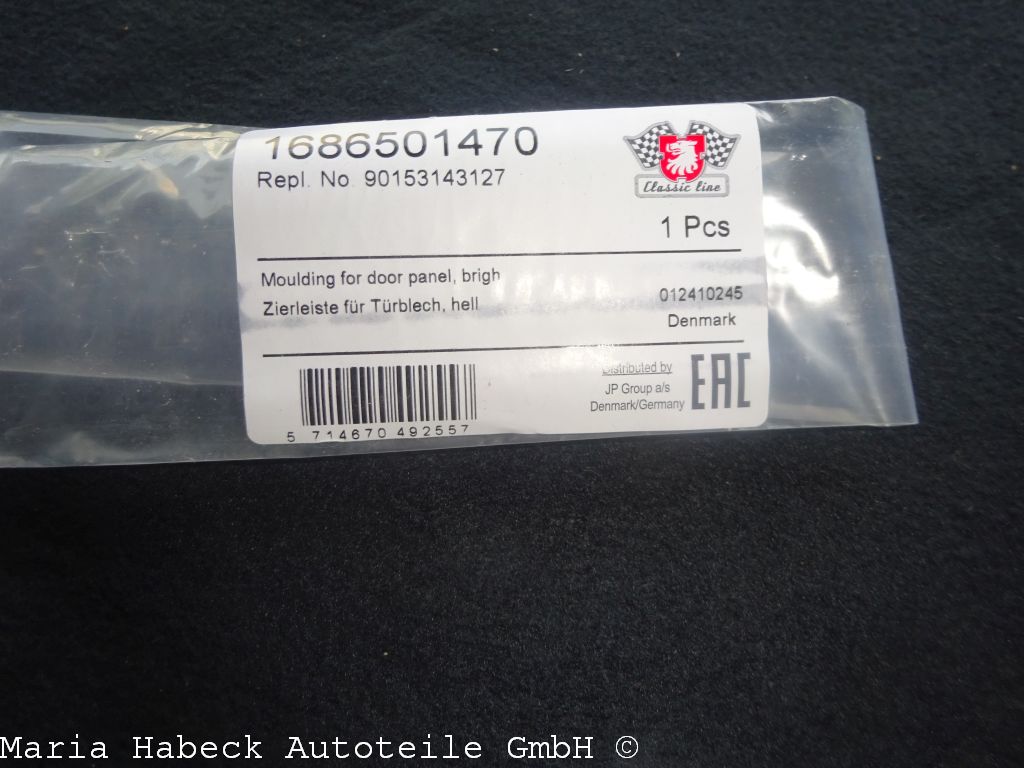 1686501470
Repl. No. 90153143127
Classic line
1 Pcs
Moulding for door panel, brigh
Zierleiste für Türblech, hell
012410245
Denmark
Distributed by
JP Group a/s
Denmark/Germany
EAC
5 714670 492557
Maria Habeck Autoteile GmbH ©